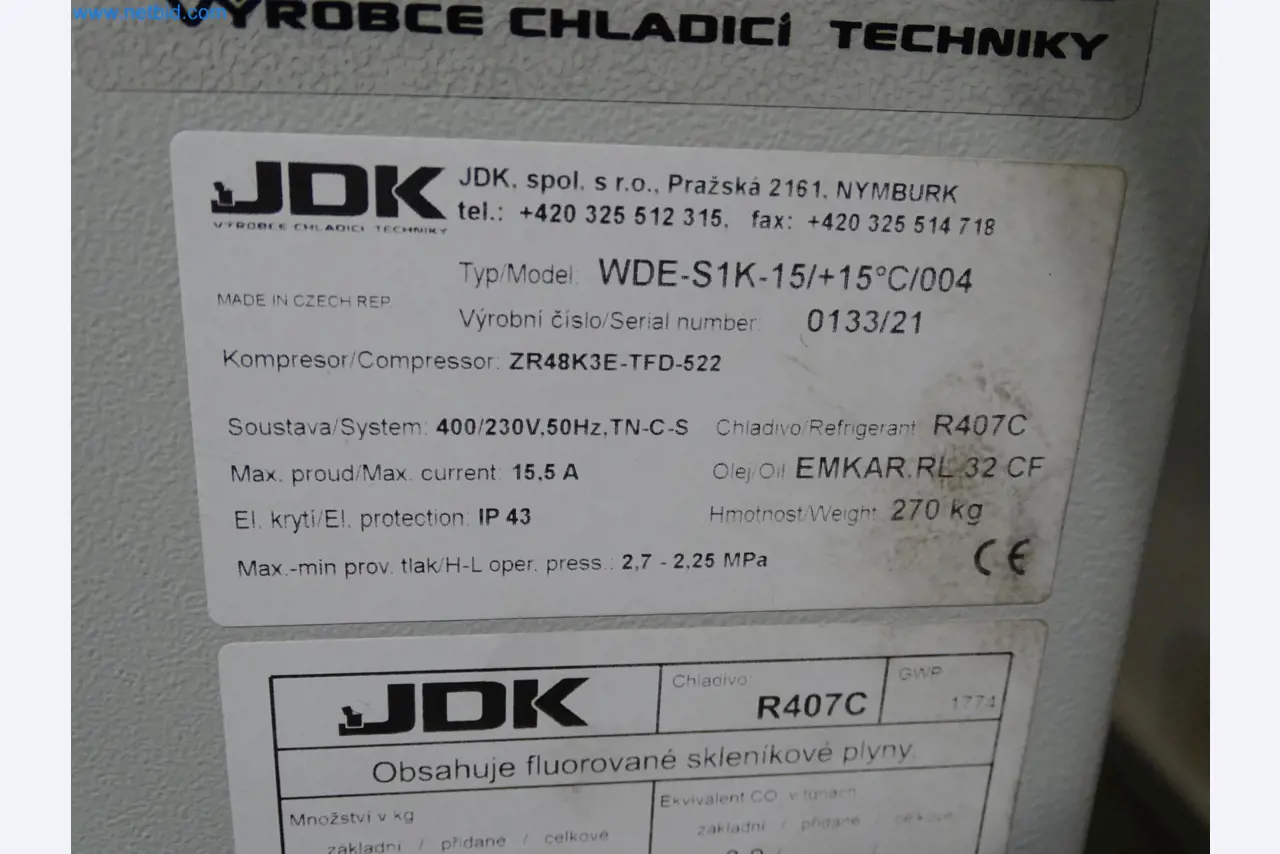 www.netbid.com
VÝROBCE CHLADICÍ TECHNIKY
JDK
VÝROBCE CHLADICÍ TECHNIKY
JDK, spol. s r.o., Pražská 2161, NYMBURK
tel.: +420 325 512 315, fax: +420 325 514 718
Typ/Model: WDE-S1K-15/+15°C/004
MADE IN CZECH REP.
Výrobní číslo/Serial number: 0133/21
Kompresor/Compressor: ZR48K3E-TFD-522
Soustava/System: 400/230V,50Hz,TN-C-S Chladivo/Refrigerant: R407C
Max. proud/Max. current: 15,5 A Olej/Oil: EMKAR.RL 32 CF
El. krytí/El. protection: IP 43 Hmotnost/Weight: 270 kg
Max.-min prov. tlak/H-L oper. press.: 2,7 - 2,25 MPa
CE
JDK Chladivo: R407C GWP 1774
Obsahuje fluorované skleníkové plyny.
Množství v kg Ekvivalent CO v tunách
základní / přidané / celkové základní / přidané / celkové